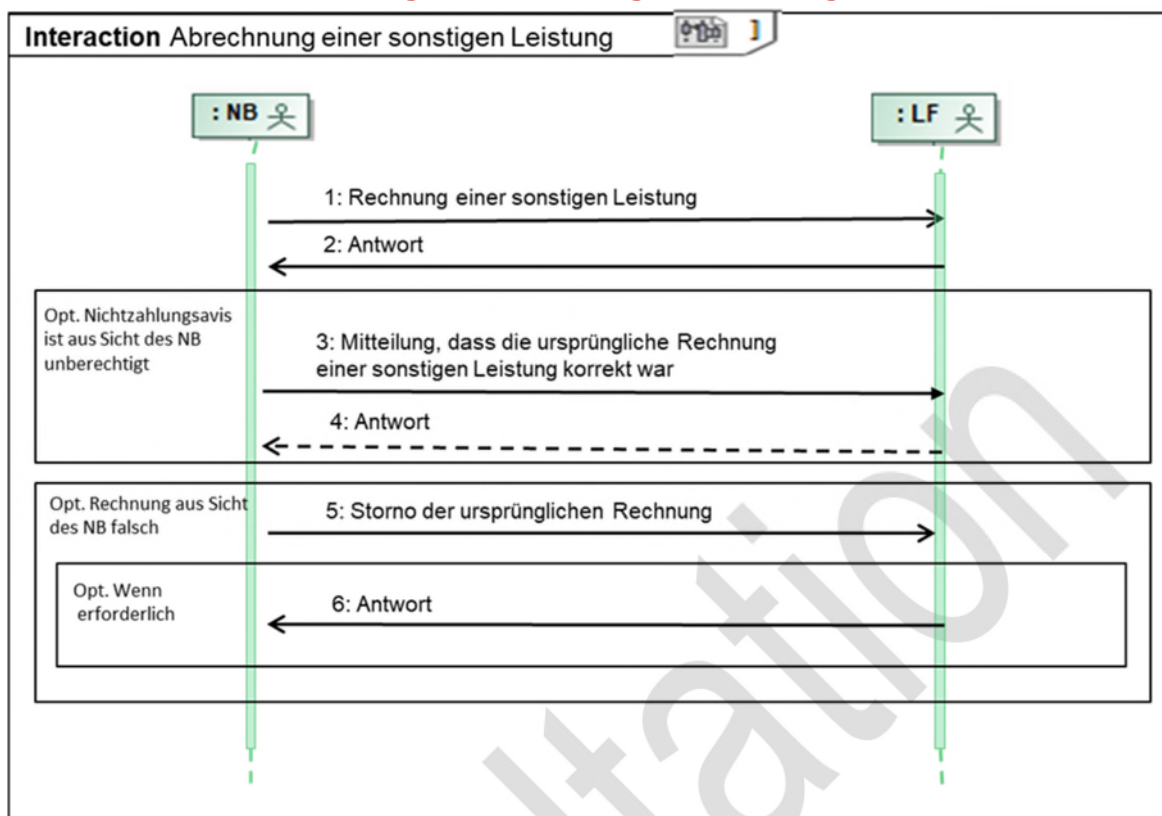 Interaction Abrechnung einer sonstigen Leistung
: NB
: LF
1: Rechnung einer sonstigen Leistung
2: Antwort
Opt. Nichtzahlungsavis
ist aus Sicht des NB
unberechtigt
3: Mitteilung, dass die ursprüngliche Rechnung
einer sonstigen Leistung korrekt war
4: Antwort
Opt. Rechnung aus Sicht
des NB falsch
5: Storno der ursprünglichen Rechnung
Opt. Wenn
erforderlich
6: Antwort
ltation